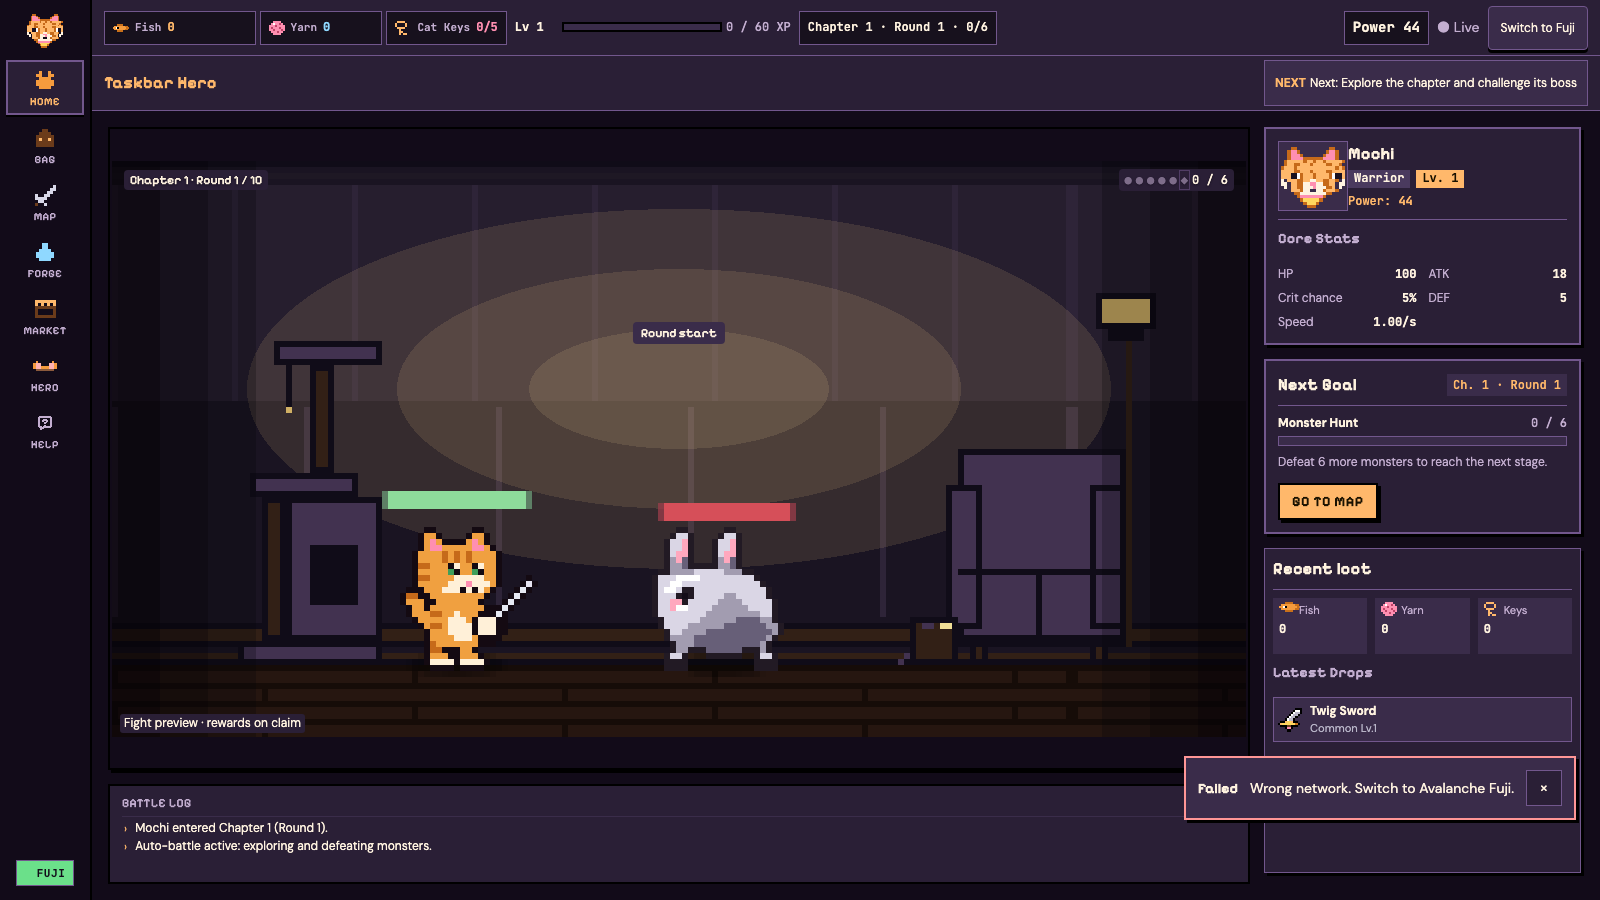 Fish 0
Yarn 0
Cat Keys 0/5
Lv 1
0 / 60 XP
Chapter 1 · Round 1 · 0/6
Power 44
Live
Switch to Fuji
HOME
BAG
MAP
FORGE
MARKET
HERO
HELP
FUJI
Taskbar Hero
NEXT Next: Explore the chapter and challenge its boss
Chapter 1 · Round 1 / 10
0 / 6
Round start
Fight preview · rewards on claim
BATTLE LOG
› Mochi entered Chapter 1 (Round 1).
› Auto-battle active: exploring and defeating monsters.
Mochi
Warrior Lv. 1
Power: 44
Core Stats
HP 100 ATK 18
Crit chance 5% DEF 5
Speed 1.00/s
Next Goal Ch. 1 · Round 1
Monster Hunt 0 / 6
Defeat 6 more monsters to reach the next stage.
GO TO MAP
Recent loot
Fish Yarn Keys
0 0 0
Latest Drops
Twig Sword
Common Lv.1
Failed Wrong network. Switch to Avalanche Fuji. ×